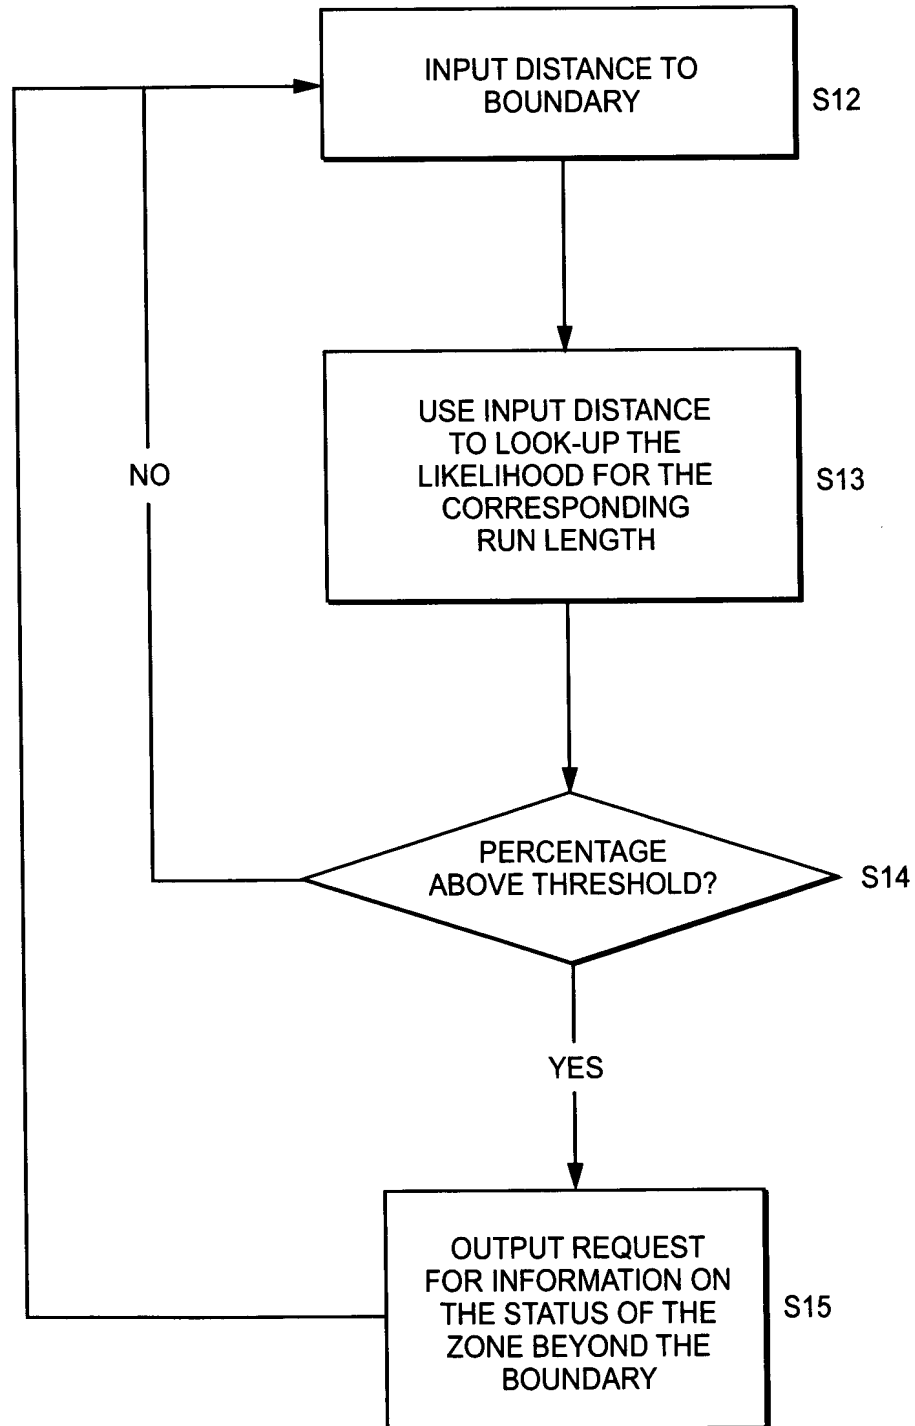 INPUT DISTANCE TO
BOUNDARY
S12
USE INPUT DISTANCE
TO LOOK-UP THE
LIKELIHOOD FOR THE
CORRESPONDING
RUN LENGTH
S13
NO
PERCENTAGE
ABOVE THRESHOLD?
S14
YES
OUTPUT REQUEST
FOR INFORMATION ON
THE STATUS OF THE
ZONE BEYOND THE
BOUNDARY
S15